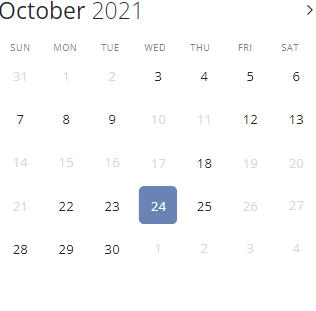 October 2021
SUN MON TUE WED THU FRI SAT
31 1 2 3 4 5 6
7 8 9 10 11 12 13
14 15 16 17 18 19 20
21 22 23 24 25 26 27
28 29 30 1 2 3 4